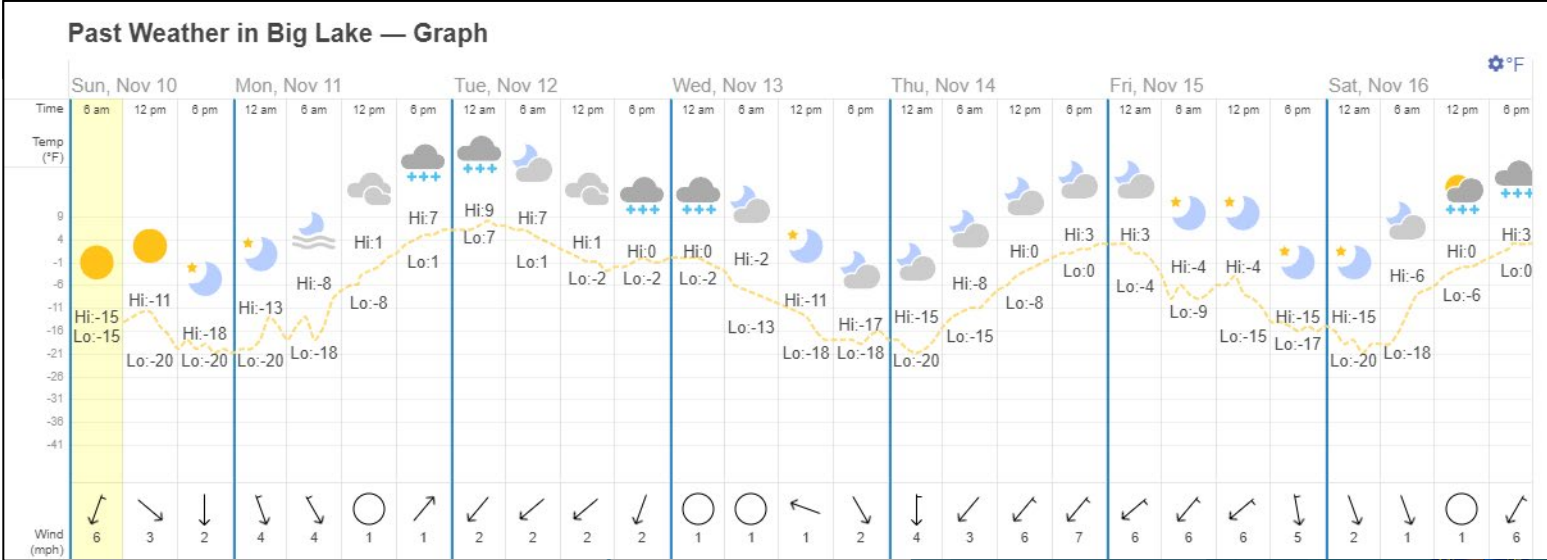 Past Weather in Big Lake — Graph
°F
Sun, Nov 10 Mon, Nov 11 Tue, Nov 12 Wed, Nov 13 Thu, Nov 14 Fri, Nov 15 Sat, Nov 16
Time 6 am 12 pm 6 pm 12 am 6 am 12 pm 6 pm 12 am 6 am 12 pm 6 pm 12 am 6 am 12 pm 6 pm 12 am 6 am 12 pm 6 pm 12 am 6 am 12 pm 6 pm 12 am 6 am 12 pm 6 pm
Temp
(°F)
9
4
-1
-6
-11
-16
-21
-26
-31
-36
-41
Hi:-15 Hi:-11 Hi:-18 Hi:-13 Hi:-8 Hi:1 Hi:7 Hi:9 Hi:7 Hi:1 Hi:0 Hi:0 Hi:-2 Hi:-11 Hi:-17 Hi:-15 Hi:-8 Hi:0 Hi:3 Hi:3 Hi:-4 Hi:-4 Hi:-15 Hi:-15 Hi:-6 Hi:0 Hi:3
Lo:-15 Lo:-20 Lo:-20 Lo:-20 Lo:-18 Lo:-8 Lo:1 Lo:7 Lo:1 Lo:-2 Lo:-2 Lo:-2 Lo:-13 Lo:-18 Lo:-18 Lo:-20 Lo:-15 Lo:-8 Lo:0 Lo:-4 Lo:-9 Lo:-15 Lo:-17 Lo:-20 Lo:-18 Lo:-6 Lo:0
Wind
(mph)
6 3 2 4 4 1 1 2 2 2 2 1 1 1 2 4 3 6 7 6 6 6 5 2 1 1 6